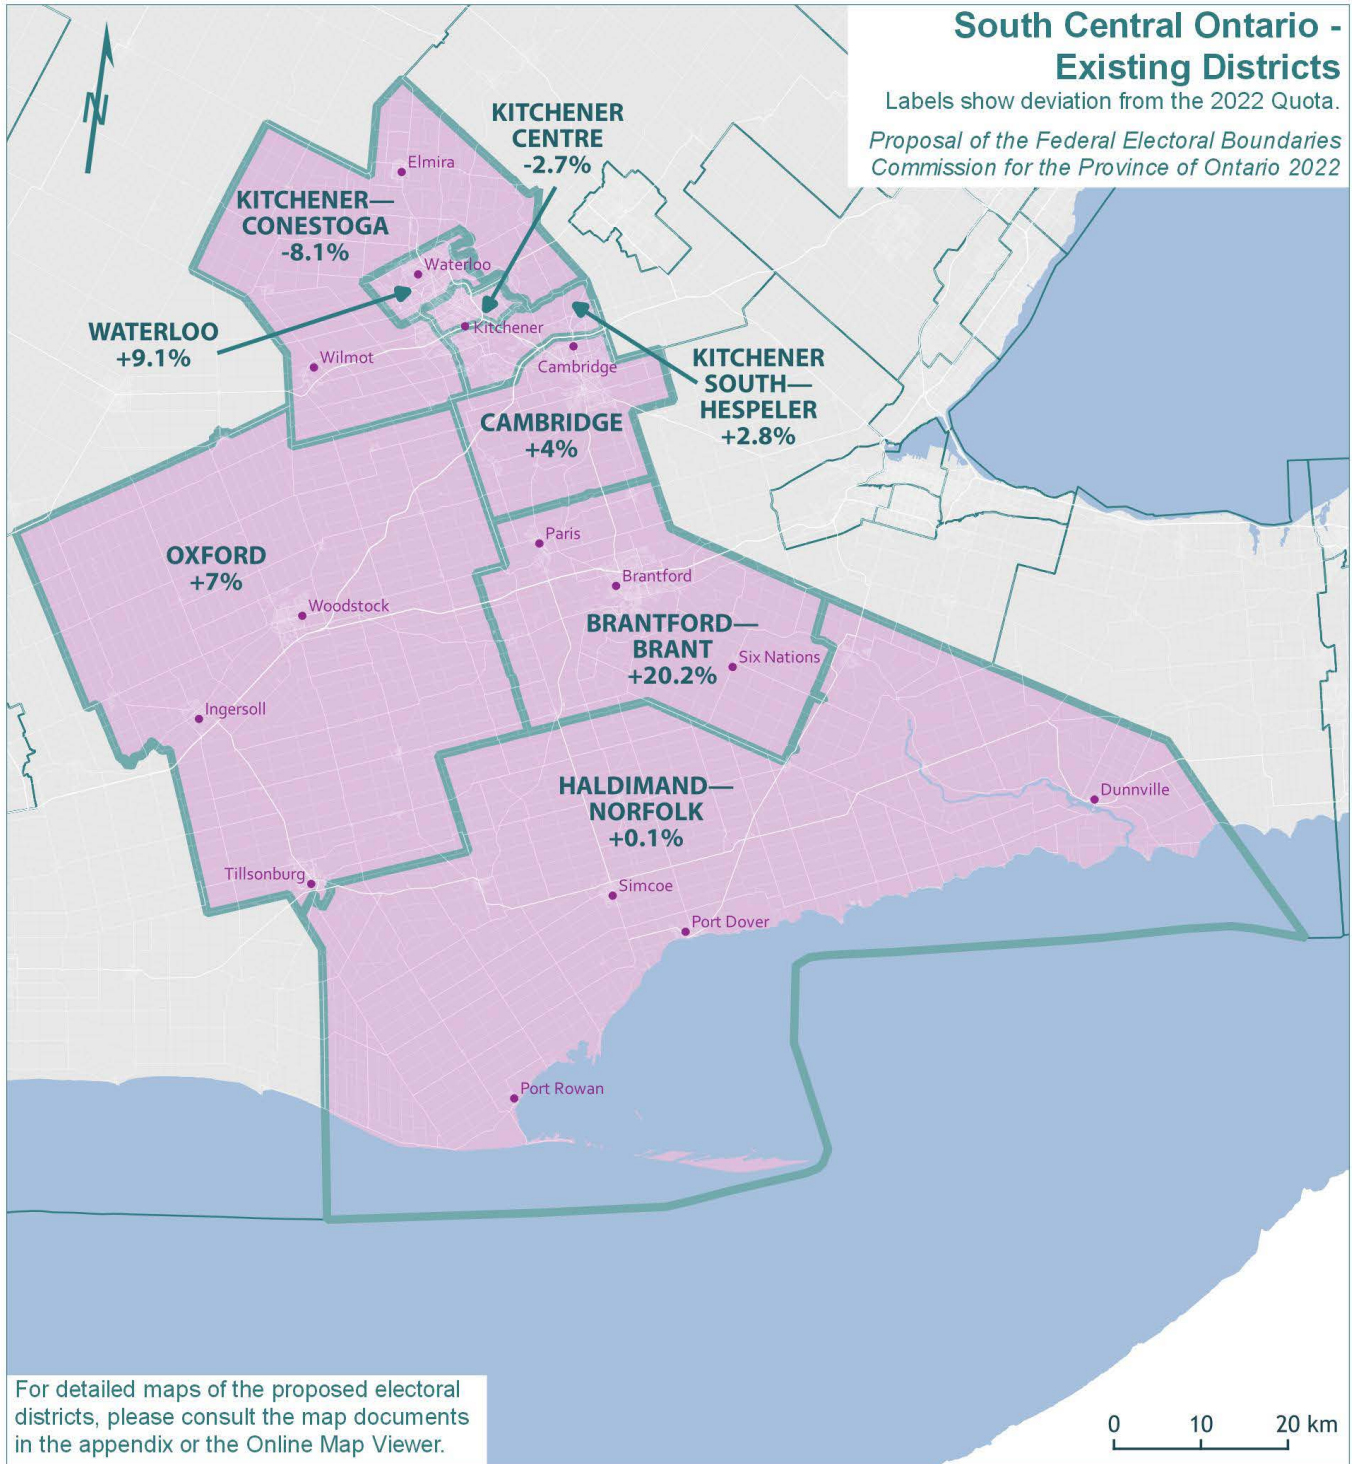 South Central Ontario -
Existing Districts
Labels show deviation from the 2022 Quota.
Proposal of the Federal Electoral Boundaries
Commission for the Province of Ontario 2022
N
KITCHENER
CENTRE
-2.7%
Elmira
KITCHENER—
CONESTOGA
-8.1%
Waterloo
WATERLOO
+9.1%
Kitchener
Wilmot
Cambridge
KITCHENER
SOUTH—
HESPELER
+2.8%
CAMBRIDGE
+4%
Paris
OXFORD
+7%
Brantford
Woodstock
BRANTFORD—
BRANT
+20.2%
Six Nations
Ingersoll
HALDIMAND—
NORFOLK
+0.1%
Dunnville
Tillsonburg
Simcoe
Port Dover
Port Rowan
For detailed maps of the proposed electoral
districts, please consult the map documents
in the appendix or the Online Map Viewer.
0 10 20 km